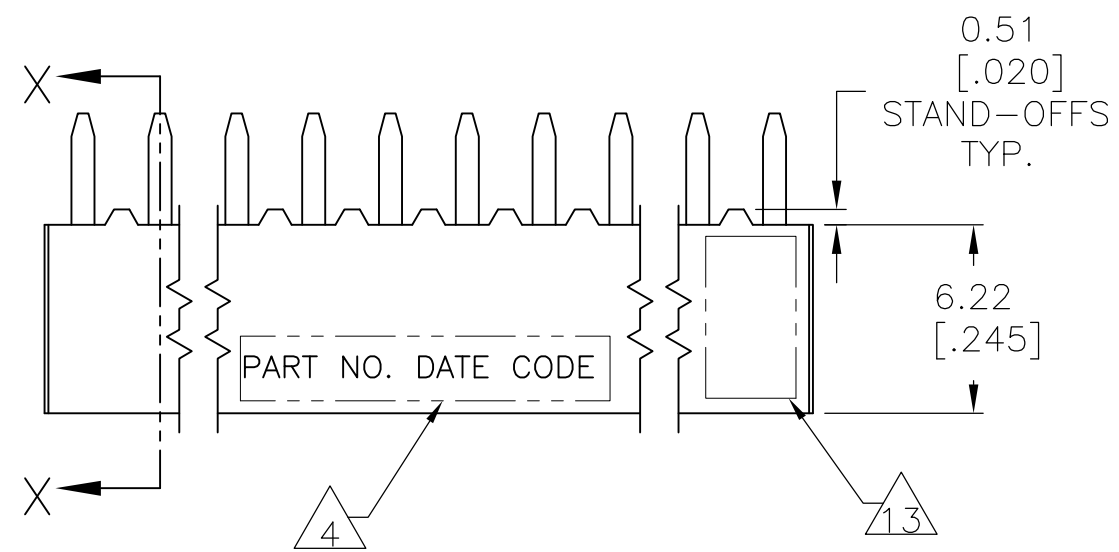 X
0.51
[.020]
STAND-OFFS
TYP.
6.22
[.245]
PART NO. DATE CODE
X
4
13